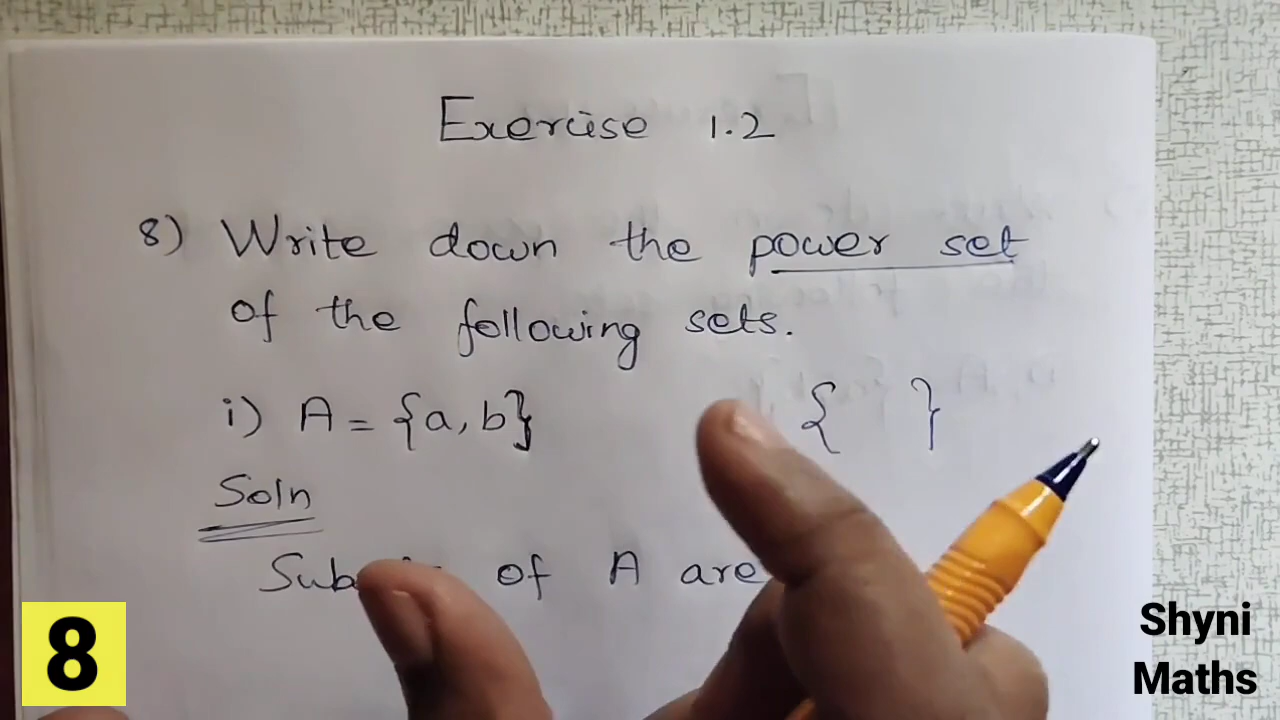 Exercise 1.2
8) Write down the power set
of the following sets.
i) A = {a, b} { }
Soln
of A are
8
Shyni
Maths